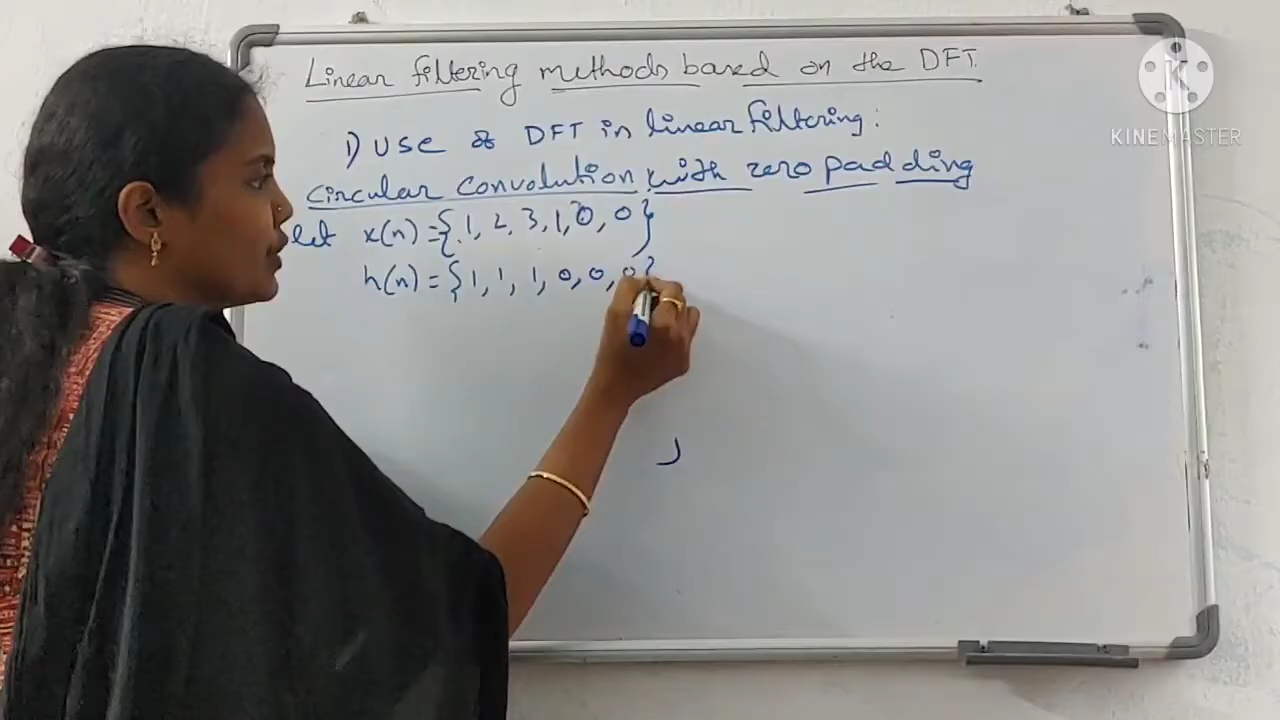 Linear filtering methods based on the DFT
1) Use of DFT in linear filtering:
circular convolution with zero padding
let x(n) = {1, 2, 3, 1, 0, 0}
h(n) = {1, 1, 1, 0, 0, 0}
K
KINEMASTER